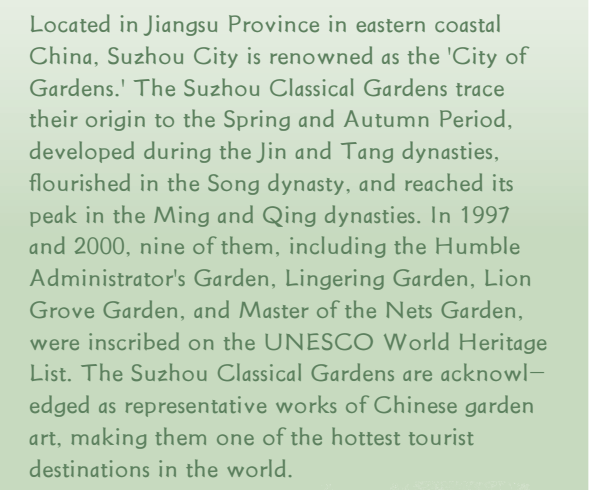 Located in Jiangsu Province in eastern coastal
China, Suzhou City is renowned as the 'City of
Gardens.' The Suzhou Classical Gardens trace
their origin to the Spring and Autumn Period,
developed during the Jin and Tang dynasties,
flourished in the Song dynasty, and reached its
peak in the Ming and Qing dynasties. In 1997
and 2000, nine of them, including the Humble
Administrator's Garden, Lingering Garden, Lion
Grove Garden, and Master of the Nets Garden,
were inscribed on the UNESCO World Heritage
List. The Suzhou Classical Gardens are acknowl-
edged as representative works of Chinese garden
art, making them one of the hottest tourist
destinations in the world.